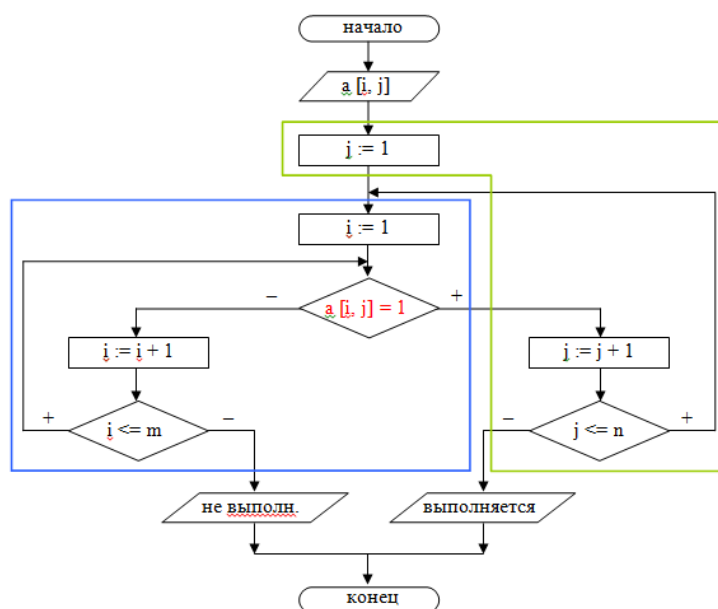 начало
a [i, j]
j := 1
i := 1
a [i, j] = 1
–
+
i := i + 1
j := j + 1
+
i <= m
–
–
j <= n
+
не выполн.
выполняется
конец